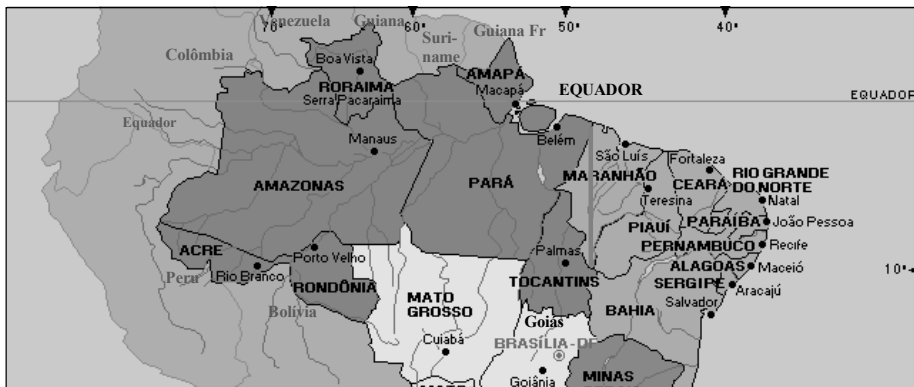 Venezuela
70°
Guiana
60°
Guiana Fr
50°
40°
Suri-
name
Colômbia
Boa Vista
RORAIMA
Serra Pacaraima
AMAPÁ
Macapá
EQUADOR
EQUADOR
Equador
Manaus
Belém
São Luís
Fortaleza
MARANHÃO
CEARÁ
RIO GRANDE
DO NORTE
AMAZONAS
PARÁ
Teresina
Natal
PIAUÍ
PARAÍBA
João Pessoa
ACRE
Porto Velho
Palmas
PERNAMBUCO
Recife
Peru
Rio Branco
RONDÔNIA
TOCANTINS
ALAGOAS
Maceió
10°
SERGIPE
Aracajú
MATO
GROSSO
Bolívia
Goiás
BAHIA
Salvador
Cuiabá
BRASÍLIA-DF
Goiânia
MINAS